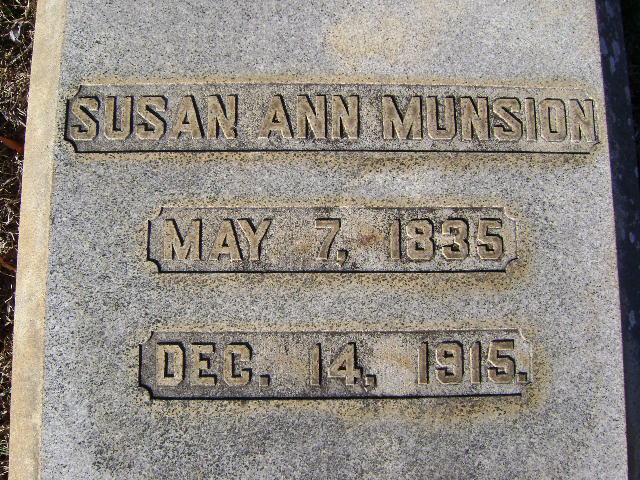 SUSAN ANN MUNSION
MAY 7, 1835
DEC. 14, 1915.